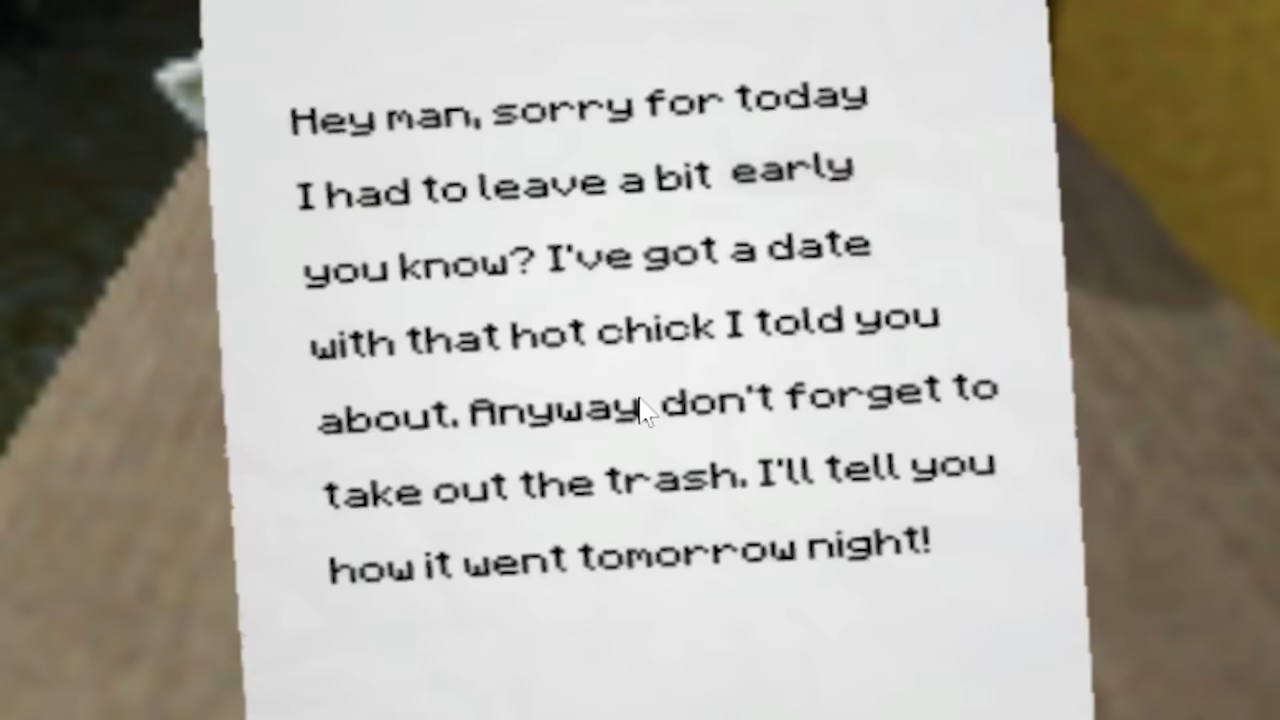 Hey man, sorry for today
I had to leave a bit early
you know? I've got a date
with that hot chick I told you
about. Anyway don't forget to
take out the trash. I'll tell you
how it went tomorrow night!